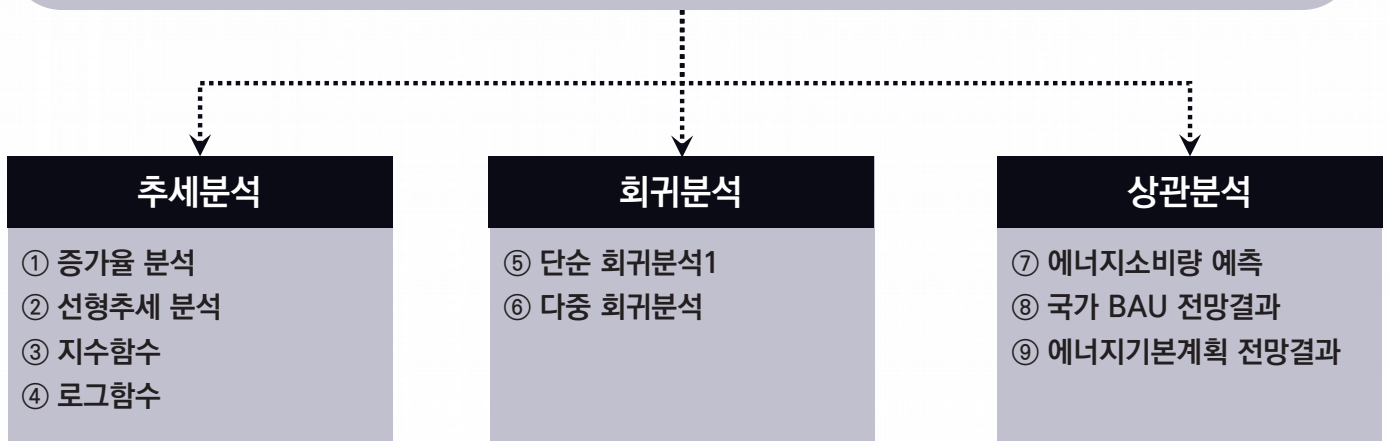 추세분석
① 증가율 분석
② 선형추세 분석
③ 지수함수
④ 로그함수
회귀분석
⑤ 단순 회귀분석1
⑥ 다중 회귀분석
상관분석
⑦ 에너지소비량 예측
⑧ 국가 BAU 전망결과
⑨ 에너지기본계획 전망결과